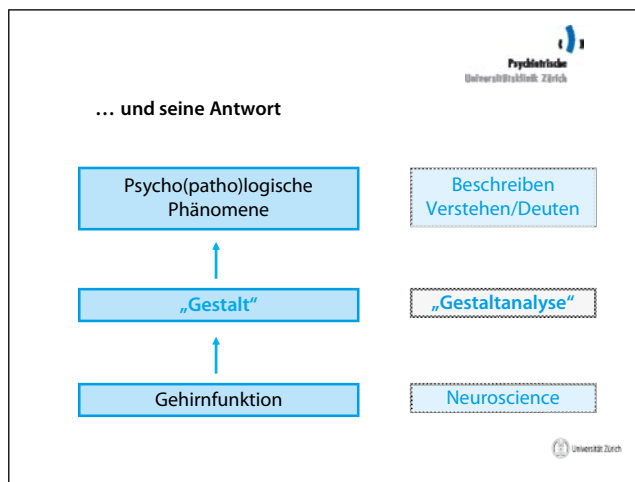 Psychiatrische
Universitätsklinik Zürich
… und seine Antwort
Psycho(patho)logische
Phänomene
Beschreiben
Verstehen/Deuten
„Gestalt“
„Gestaltanalyse“
Gehirnfunktion
Neuroscience
Universität Zürich